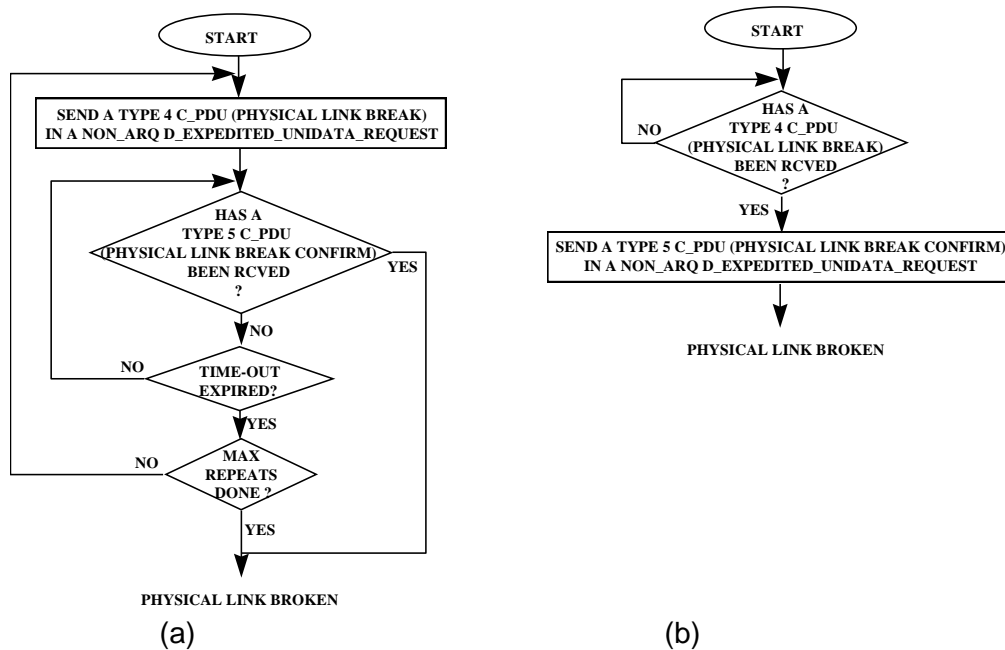 START
SEND A TYPE 4 C_PDU (PHYSICAL LINK BREAK)
IN A NON_ARQ D_EXPEDITED_UNIDATA_REQUEST
HAS A
TYPE 5 C_PDU
(PHYSICAL LINK BREAK CONFIRM)
BEEN RCVED
?
YES
NO
TIME-OUT
EXPIRED?
NO
YES
MAX
REPEATS
DONE ?
NO
YES
PHYSICAL LINK BROKEN
(a)
START
HAS A
TYPE 4 C_PDU
(PHYSICAL LINK BREAK)
BEEN RCVED
?
NO
YES
SEND A TYPE 5 C_PDU (PHYSICAL LINK BREAK CONFIRM)
IN A NON_ARQ D_EXPEDITED_UNIDATA_REQUEST
PHYSICAL LINK BROKEN
(b)